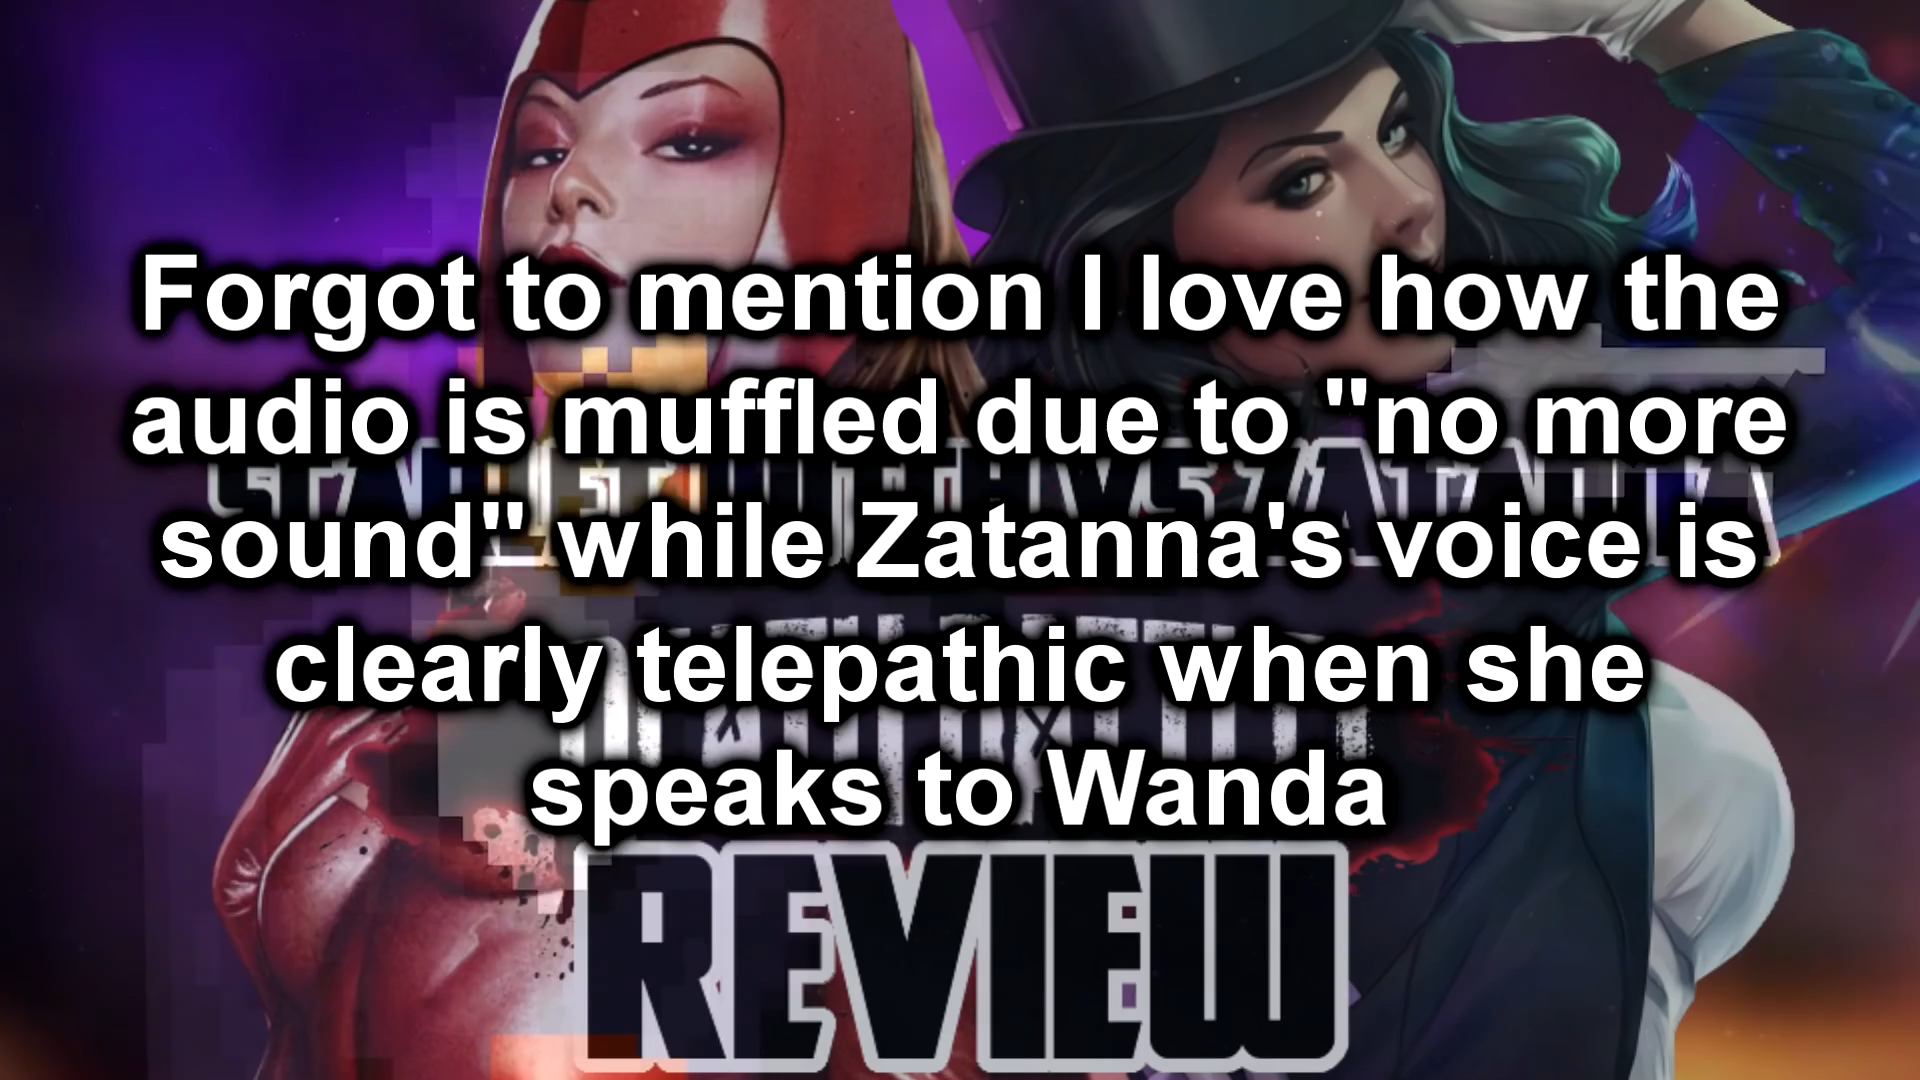 Forgot to mention I love how the
audio is muffled due to "no more
sound" while Zatanna's voice is
clearly telepathic when she
speaks to Wanda
REVIEW